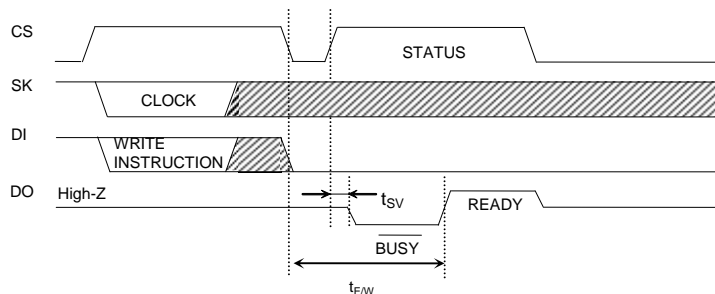 CS
STATUS
SK
CLOCK
DI
WRITE
INSTRUCTION
DO High-Z
tSV
READY
BUSY
tE/W